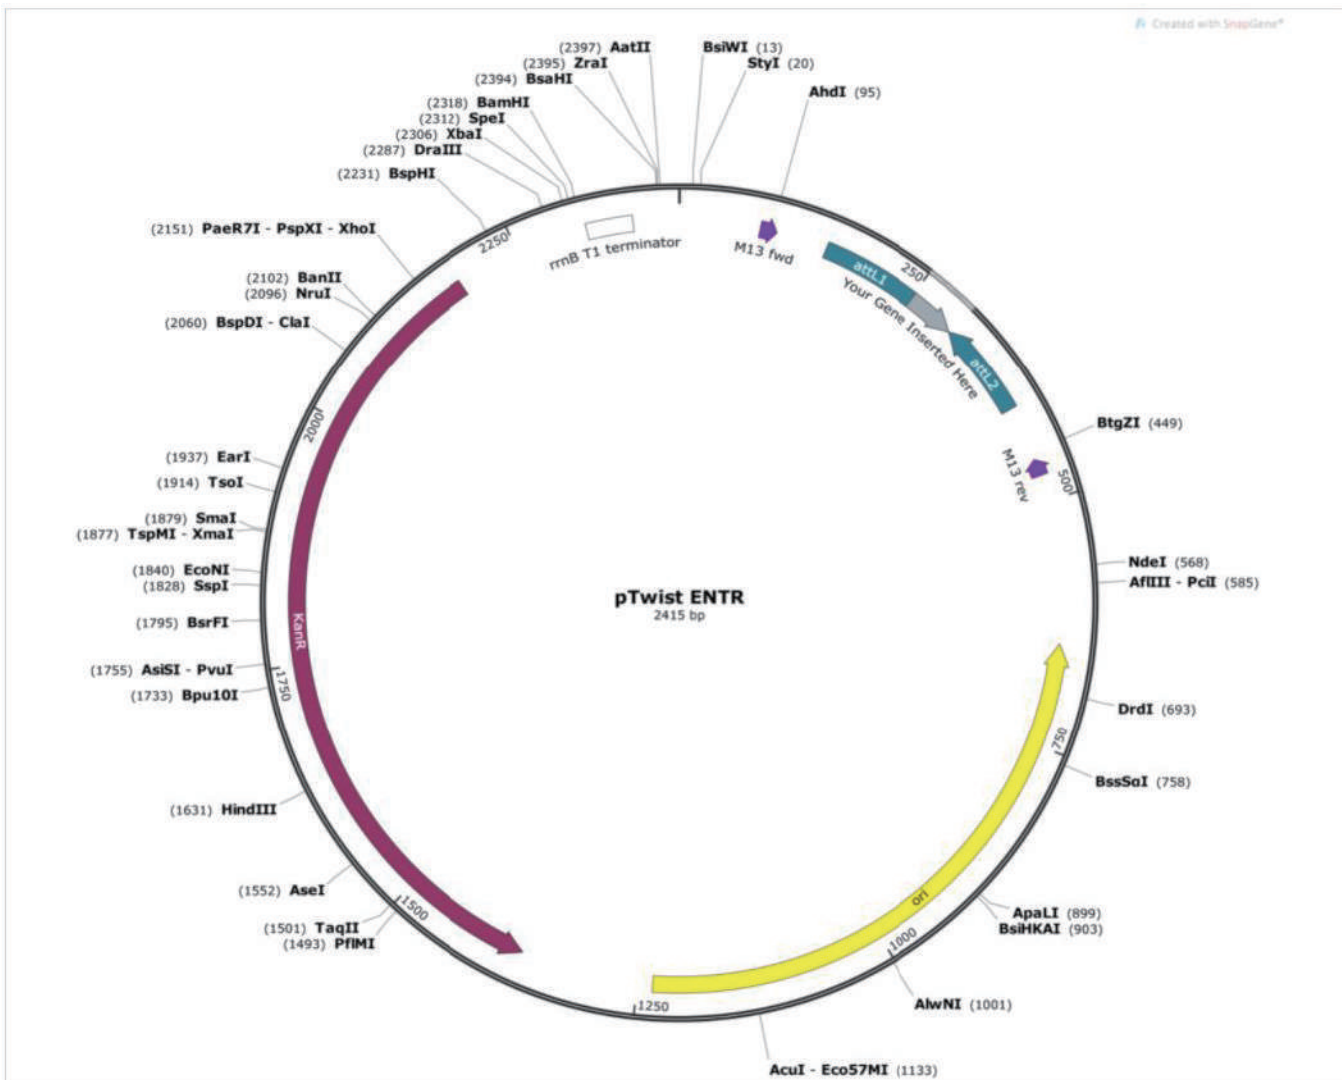 Created with SnapGene®
(2397) AatII
(2395) ZraI
(2394) BsaHI
(2318) BamHI
(2312) SpeI
(2306) XbaI
(2287) DraIII
(2231) BspHI
(2151) PaeR7I - PspXI - XhoI
(2102) BanII
(2096) NruI
(2060) BspDI - ClaI
(1937) EarI
(1914) TsoI
(1879) SmaI
(1877) TspMI - XmaI
(1840) EcoNI
(1828) SspI
(1795) BsrFI
(1755) AsiSI - PvuI
(1733) Bpu10I
(1631) HindIII
(1552) AseI
(1501) TaqII
(1493) PflMI
BsiWI (13)
StyI (20)
AhdI (95)
BtgZI (449)
NdeI (568)
AflIII - PciI (585)
DrdI (693)
BssSαI (758)
ApaLI (899)
BsiHKAI (903)
AlwNI (1001)
AcuI - Eco57MI (1133)
rrnB T1 terminator
M13 fwd
attL1
Your Gene Inserted Here
attL2
M13 rev
ori
KanR
250
500
750
1000
1250
1500
1750
2000
2250
pTwist ENTR
2415 bp